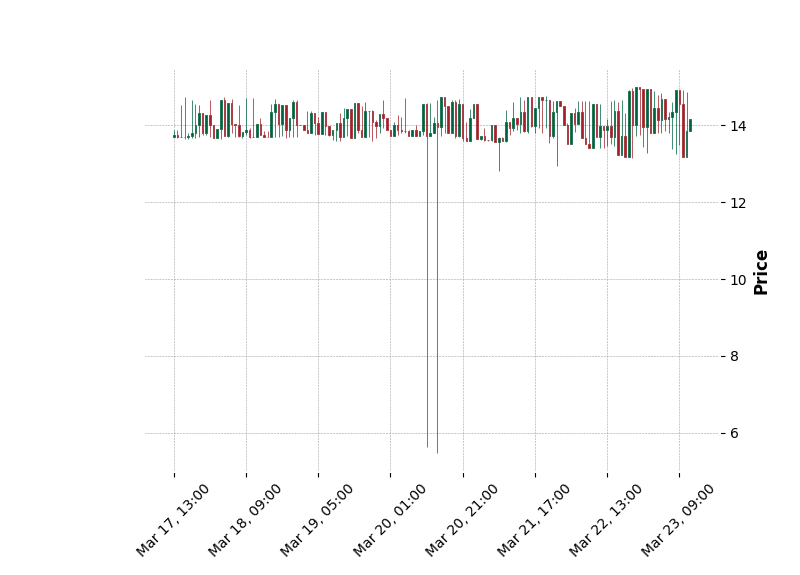 14
12
10
8
6
Price
Mar 17, 13:00
Mar 18, 09:00
Mar 19, 05:00
Mar 20, 01:00
Mar 20, 21:00
Mar 21, 17:00
Mar 22, 13:00
Mar 23, 09:00